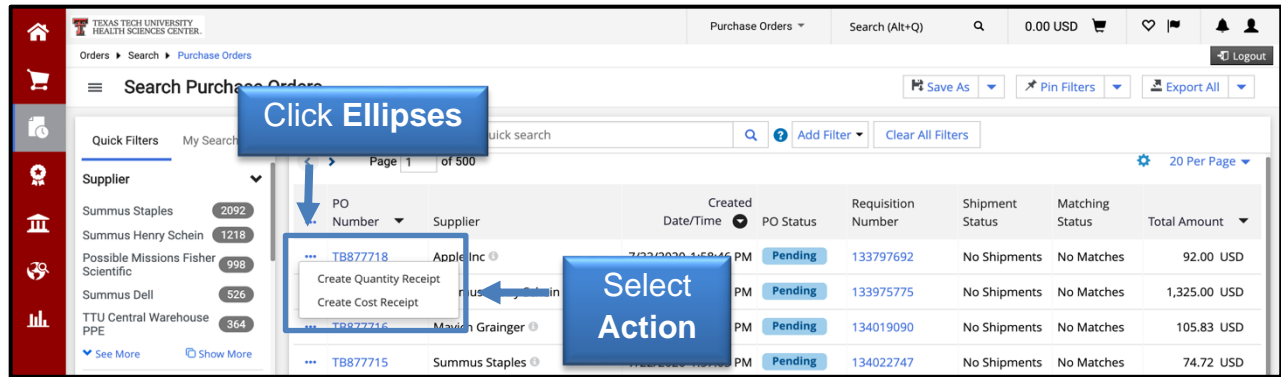 TEXAS TECH UNIVERSITY
HEALTH SCIENCES CENTER.
Purchase Orders
Search (Alt+Q)
0.00 USD
Orders Search Purchase Orders
Logout
Search Purchase Orders
Save As
Pin Filters
Export All
Click Ellipses
Quick Filters My Search
quick search
Add Filter
Clear All Filters
Page 1 of 500
20 Per Page
Supplier
Summus Staples 2092
Summus Henry Schein 1218
Possible Missions Fisher Scientific 998
Summus Dell 526
TTU Central Warehouse PPE 364
See More Show More
PO Number Supplier Created Date/Time PO Status Requisition Number Shipment Status Matching Status Total Amount
TB877718 Apple Inc PM Pending 133797692 No Shipments No Matches 92.00 USD
Create Quantity Receipt
Create Cost Receipt
PM Pending 133975775 No Shipments No Matches 1,325.00 USD
Select
Action
TB877716 Grainger PM Pending 134019090 No Shipments No Matches 105.83 USD
TB877715 Summus Staples PM Pending 134022747 No Shipments No Matches 74.72 USD